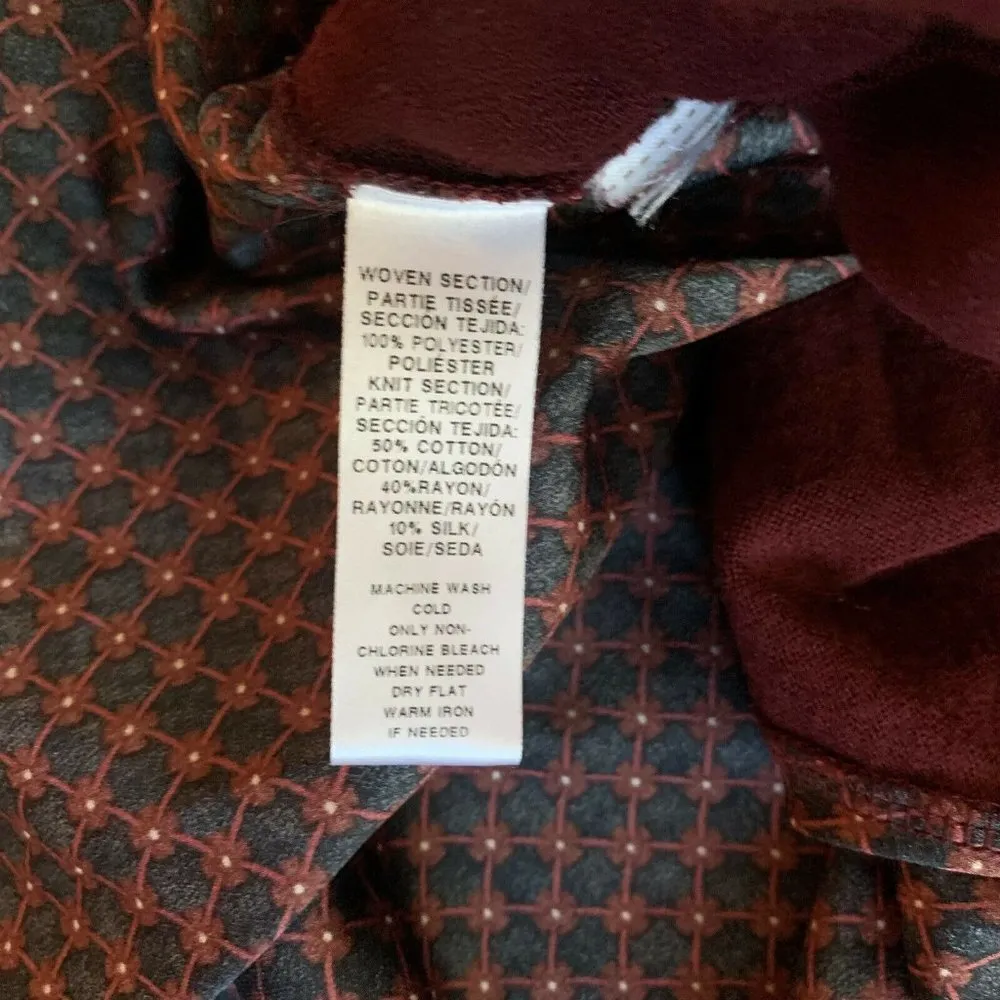 WOVEN SECTION/
PARTIE TISSÉE/
SECCIÓN TEJIDA:
100% POLYESTER/
POLIÉSTER
KNIT SECTION/
PARTIE TRICOTÉE/
SECCIÓN TEJIDA:
50% COTTON/
COTON/ALGODÓN
40%RAYON/
RAYONNE/RAYÓN
10% SILK/
SOIE/SEDA
MACHINE WASH
COLD
ONLY NON-
CHLORINE BLEACH
WHEN NEEDED
DRY FLAT
WARM IRON
IF NEEDED